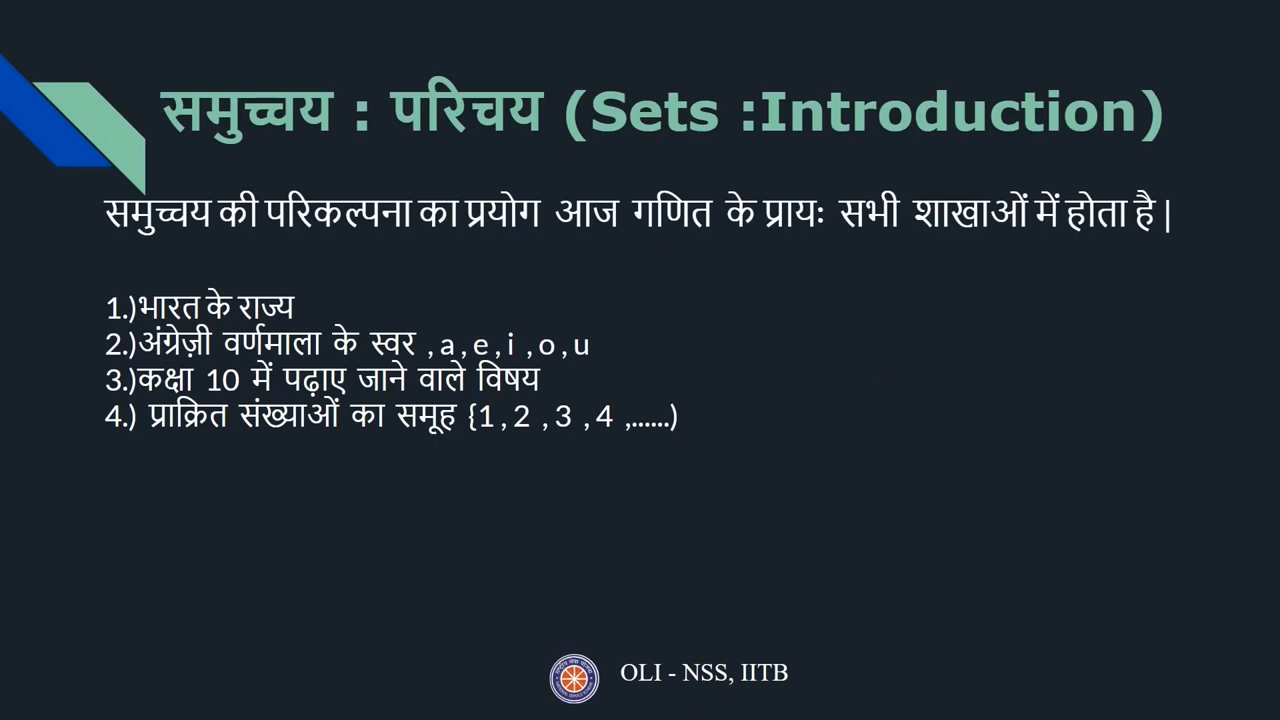 समुच्चय : परिचय (Sets :Introduction)
समुच्चय की परिकल्पना का प्रयोग आज गणित के प्रायः सभी शाखाओं में होता है |
1.)भारत के राज्य
2.)अंग्रेज़ी वर्णमाला के स्वर , a , e , i , o , u
3.)कक्षा 10 में पढ़ाए जाने वाले विषय
4.) प्राक्रित संख्याओं का समूह {1 , 2 , 3 , 4 ,......)
OLI - NSS, IITB